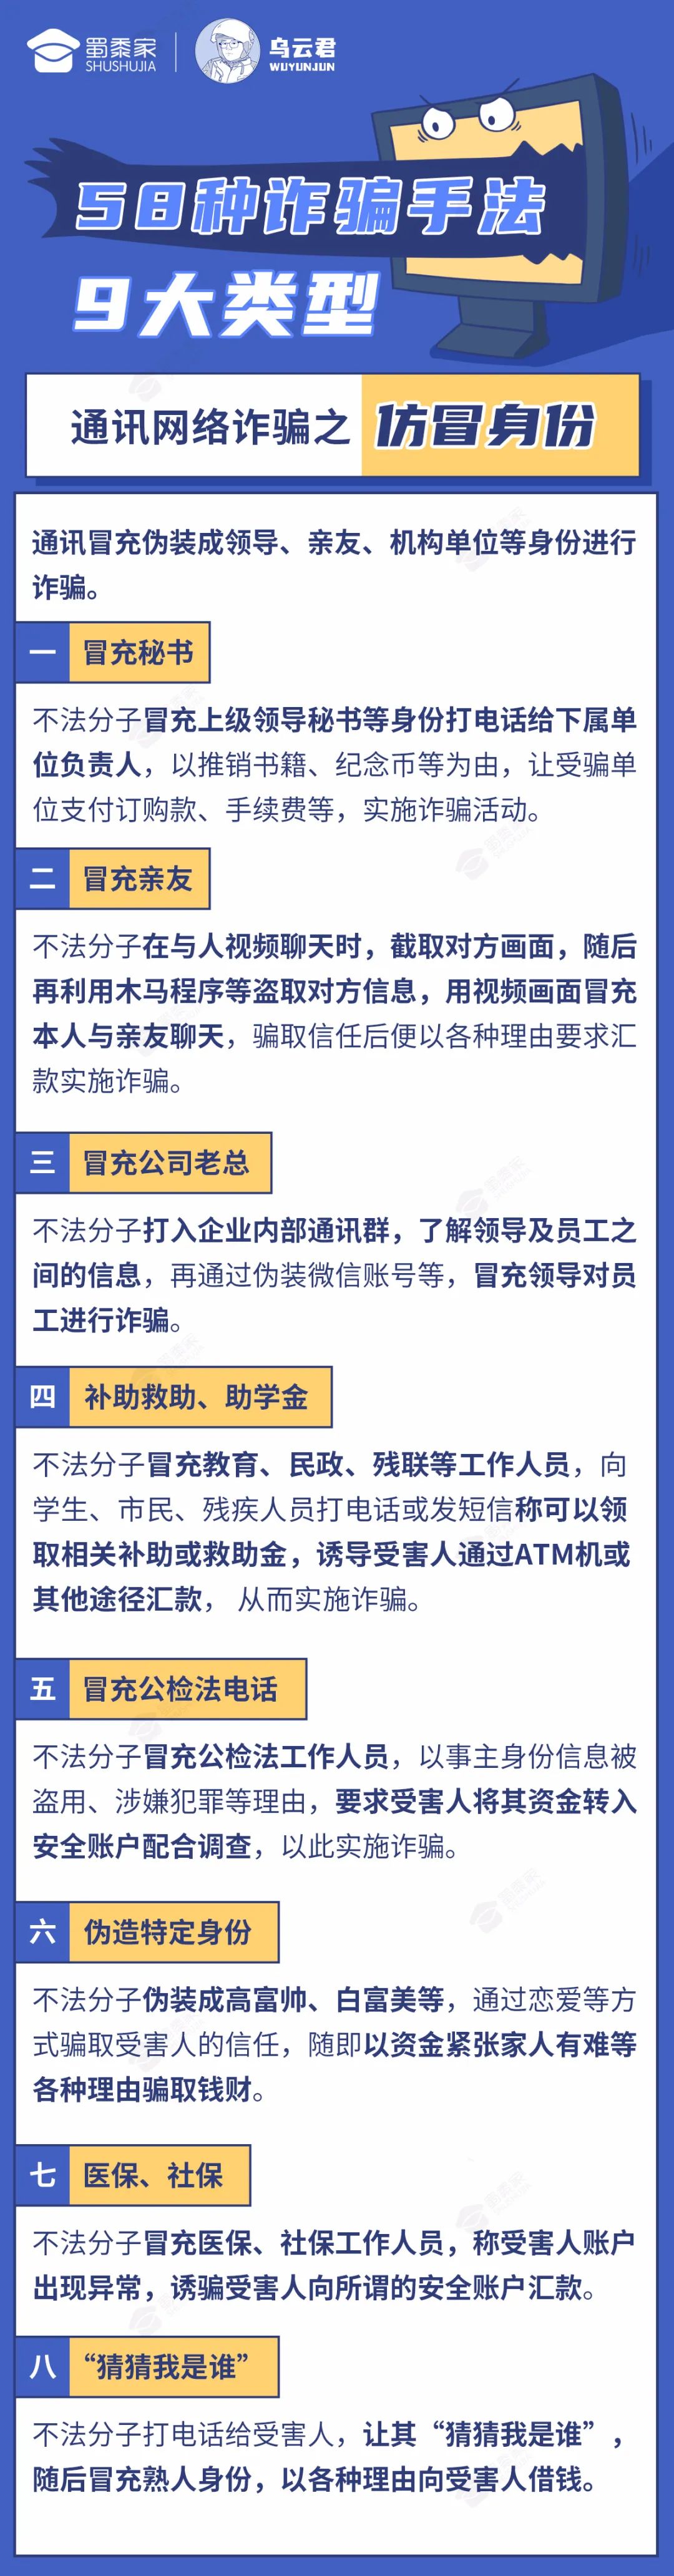 蜀黍家
SHUSHUJIA
乌云君
WUYUNJUN
58种诈骗手法
9大类型
通讯网络诈骗之 仿冒身份
通讯冒充伪装成领导、亲友、机构单位等身份进行
诈骗。
一 冒充秘书
不法分子冒充上级领导秘书等身份打电话给下属单
位负责人，以推销书籍、纪念币等为由，让受骗单
位支付订购款、手续费等，实施诈骗活动。
二 冒充亲友
不法分子在与人视频聊天时，截取对方画面，随后
再利用木马程序等盗取对方信息，用视频画面冒充
本人与亲友聊天，骗取信任后便以各种理由要求汇
款实施诈骗。
三 冒充公司老总
不法分子打入企业内部通讯群，了解领导及员工之
间的信息，再通过伪装微信账号等，冒充领导对员
工进行诈骗。
四 补助救助、助学金
不法分子冒充教育、民政、残联等工作人员，向
学生、市民、残疾人员打电话或发短信称可以领
取相关补助或救助金，诱导受害人通过ATM机或
其他途径汇款， 从而实施诈骗。
五 冒充公检法电话
不法分子冒充公检法工作人员，以事主身份信息被
盗用、涉嫌犯罪等理由，要求受害人将其资金转入
安全账户配合调查，以此实施诈骗。
六 伪造特定身份
不法分子伪装成高富帅、白富美等，通过恋爱等方
式骗取受害人的信任，随即以资金紧张家人有难等
各种理由骗取钱财。
七 医保、社保
不法分子冒充医保、社保工作人员，称受害人账户
出现异常，诱骗受害人向所谓的安全账户汇款。
八 “猜猜我是谁”
不法分子打电话给受害人，让其“猜猜我是谁”，
随后冒充熟人身份，以各种理由向受害人借钱。